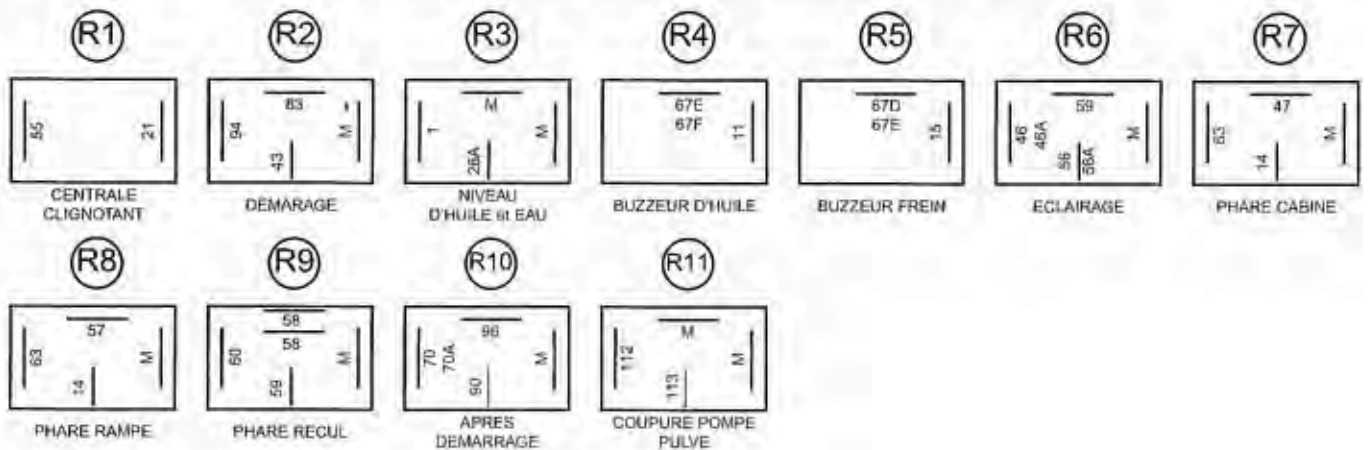 R1 R2 R3 R4 R5 R6 R7
83 M 67E 67D 59 47
67F 67E
55 21 94 M 1 M 11 15 46 46A M 63 M
43 26A 56 56A 14
CENTRALE
CLIGNOTANT
DEMARAGE
NIVEAU
D'HUILE et EAU
BUZZEUR D'HUILE
BUZZEUR FREIN
ECLAIRAGE
PHARE CABINE
R8 R9 R10 R11
57 58 96 M
58
63 M 60 M 70 70A M 112 M
14 59 90 113
PHARE RAMPE
PHARE RECUL
APRES
DEMARRAGE
COUPURE POMPE
PULVE